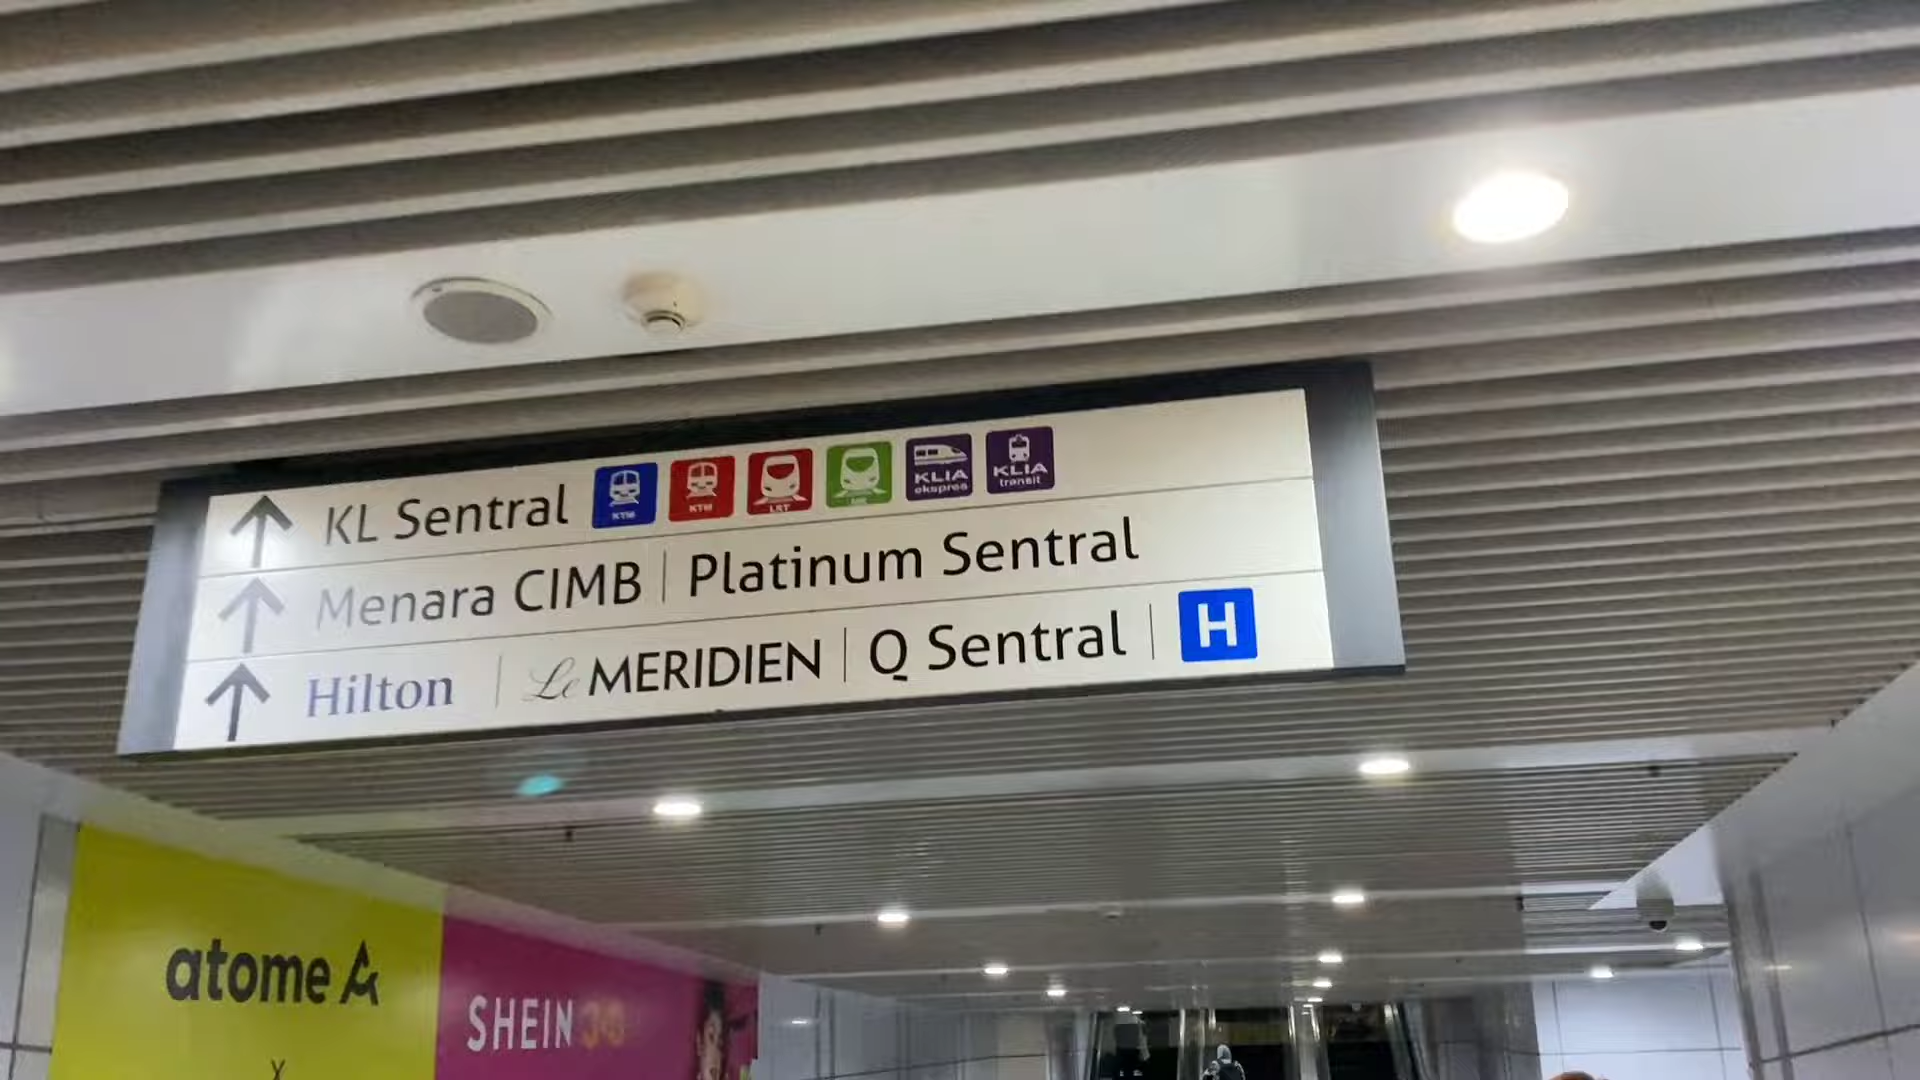 KL Sentral KTM KTM LRT KLIA ekspres KLIA transit
Menara CIMB | Platinum Sentral
Hilton | Le MERIDIEN | Q Sentral | H
atome A
SHEIN
X